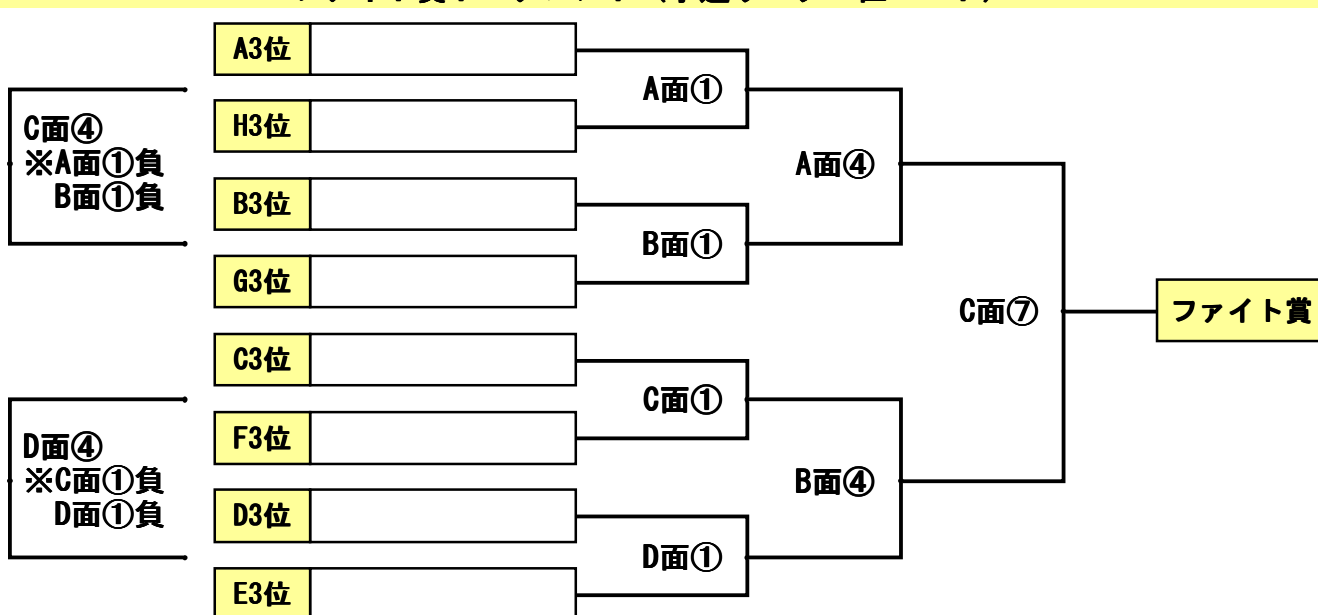 A3位
A面①
C面④
※A面①負
B面①負
H3位
A面④
B3位
B面①
G3位
C面⑦
ファイト賞
C3位
C面①
F3位
D面④
※C面①負
D面①負
B面④
D3位
D面①
E3位